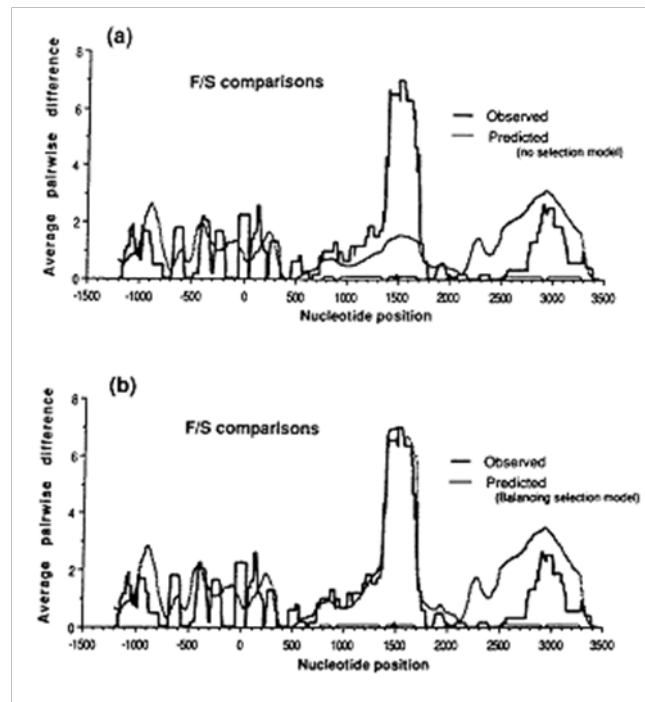 (a)
F/S comparisons
Average pairwise difference
8
6
4
2
0
Observed
Predicted
(no selection model)
-1500 -1000 -500 0 500 1000 1500 2000 2500 3000 3500
Nucleotide position
(b)
F/S comparisons
Average pairwise difference
8
6
4
2
0
Observed
Predicted
(Balancing selection model)
-1500 -1000 -500 0 500 1000 1500 2000 2500 3000 3500
Nucleotide position